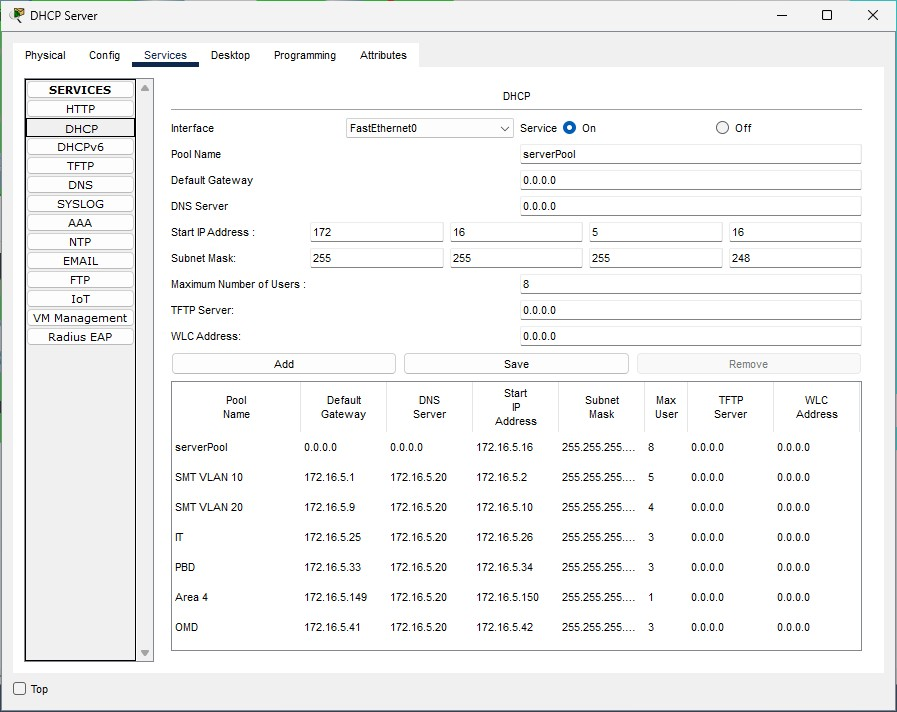 DHCP Server
Physical Config Services Desktop Programming Attributes
SERVICES
HTTP
DHCP
DHCPv6
TFTP
DNS
SYSLOG
AAA
NTP
EMAIL
FTP
IoT
VM Management
Radius EAP
DHCP
Interface FastEthernet0 Service On Off
Pool Name serverPool
Default Gateway 0.0.0.0
DNS Server 0.0.0.0
Start IP Address : 172 16 5 16
Subnet Mask: 255 255 255 248
Maximum Number of Users : 8
TFTP Server: 0.0.0.0
WLC Address: 0.0.0.0
Add Save Remove
Pool Name Default Gateway DNS Server Start IP Address Subnet Mask Max User TFTP Server WLC Address
serverPool 0.0.0.0 0.0.0.0 172.16.5.16 255.255.255.... 8 0.0.0.0 0.0.0.0
SMT VLAN 10 172.16.5.1 172.16.5.20 172.16.5.2 255.255.255.... 5 0.0.0.0 0.0.0.0
SMT VLAN 20 172.16.5.9 172.16.5.20 172.16.5.10 255.255.255.... 4 0.0.0.0 0.0.0.0
IT 172.16.5.25 172.16.5.20 172.16.5.26 255.255.255.... 3 0.0.0.0 0.0.0.0
PBD 172.16.5.33 172.16.5.20 172.16.5.34 255.255.255.... 3 0.0.0.0 0.0.0.0
Area 4 172.16.5.149 172.16.5.20 172.16.5.150 255.255.255.... 1 0.0.0.0 0.0.0.0
OMD 172.16.5.41 172.16.5.20 172.16.5.42 255.255.255.... 3 0.0.0.0 0.0.0.0
Top